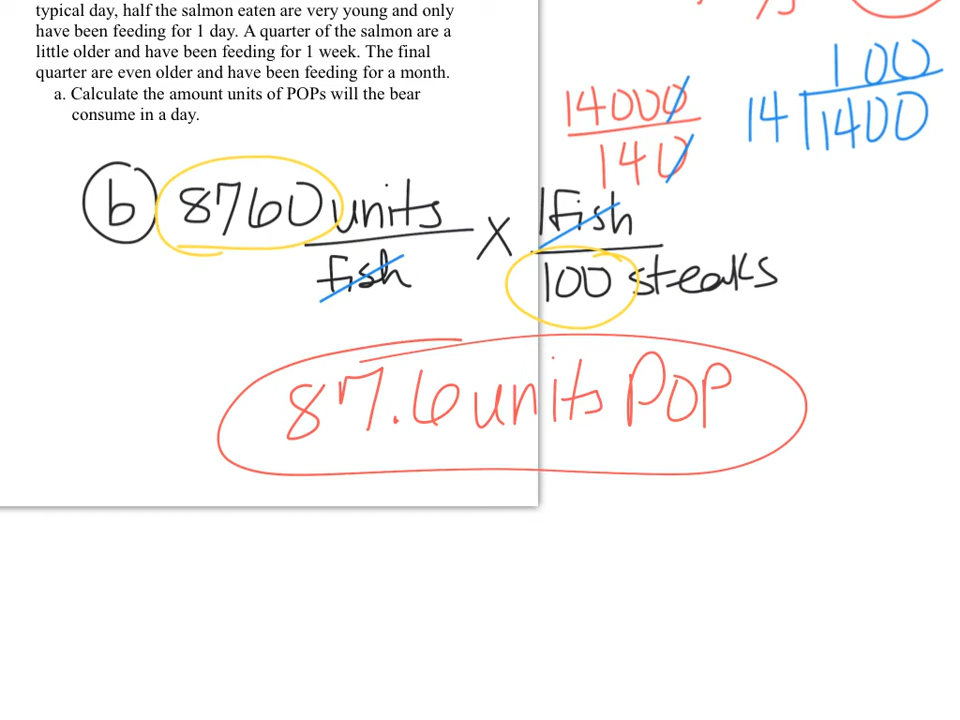 typical day, half the salmon eaten are very young and only
have been feeding for 1 day. A quarter of the salmon are a
little older and have been feeding for 1 week. The final
quarter are even older and have been feeding for a month.
a. Calculate the amount units of POPs will the bear
consume in a day.
14000
140
100
14 1400
b 8760 units × 1 fish
fish 100 steaks
87.6 units POP